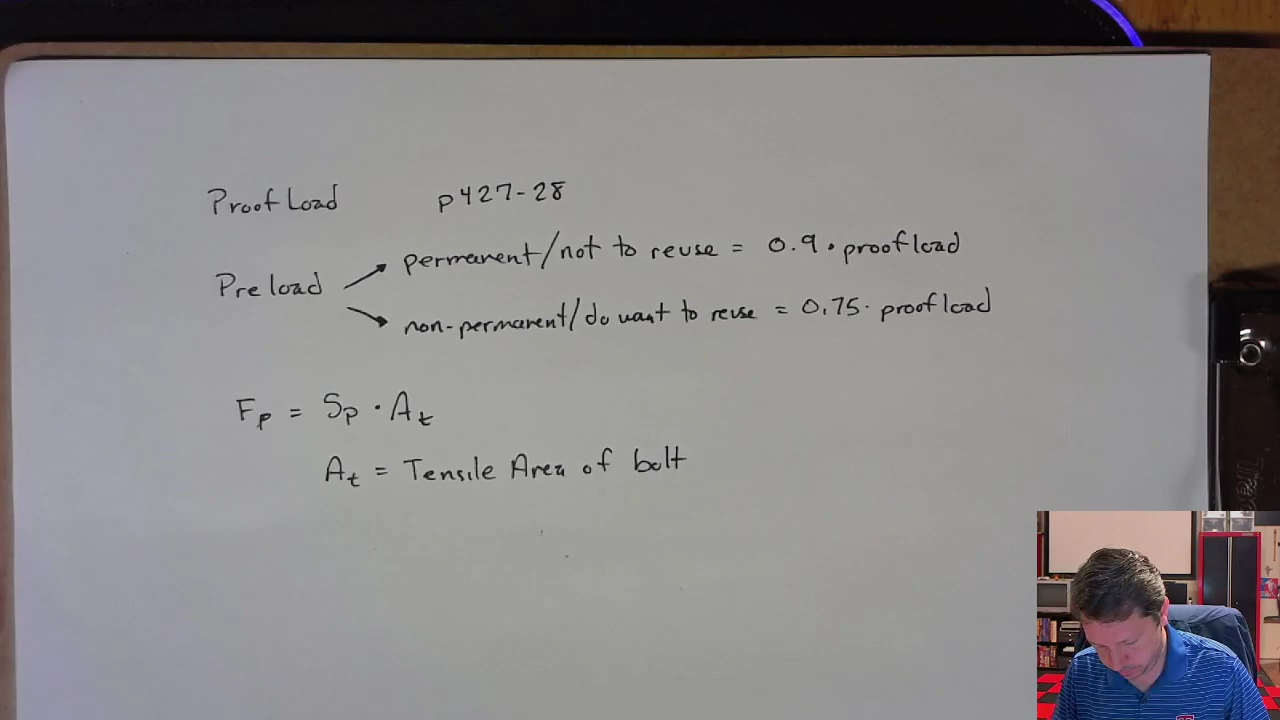 Proof Load p427-28
permanent/not to reuse = 0.9 · proof load
Preload
non-permanent/do want to reuse = 0.75 · proof load
Fp = Sp · At
At = Tensile Area of bolt